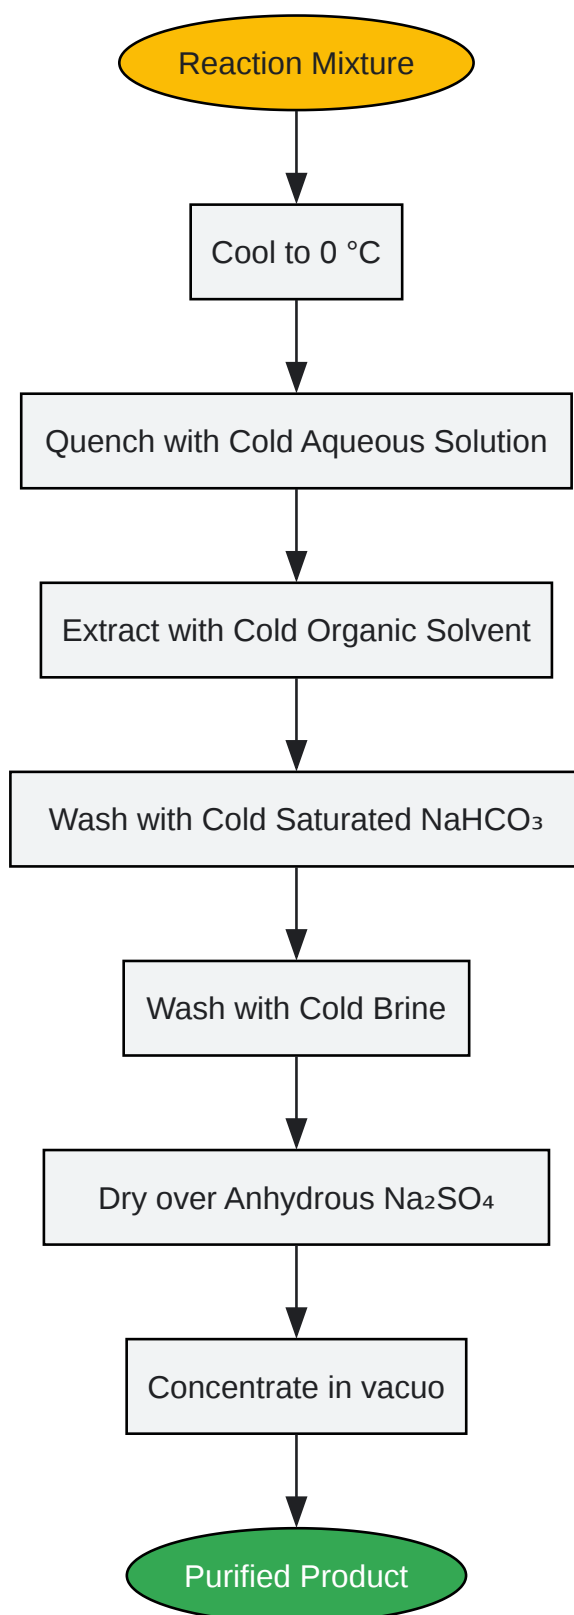 Reaction Mixture
Cool to 0 °C
Quench with Cold Aqueous Solution
Extract with Cold Organic Solvent
Wash with Cold Saturated NaHCO₃
Wash with Cold Brine
Dry over Anhydrous Na₂SO₄
Concentrate in vacuo
Purified Product